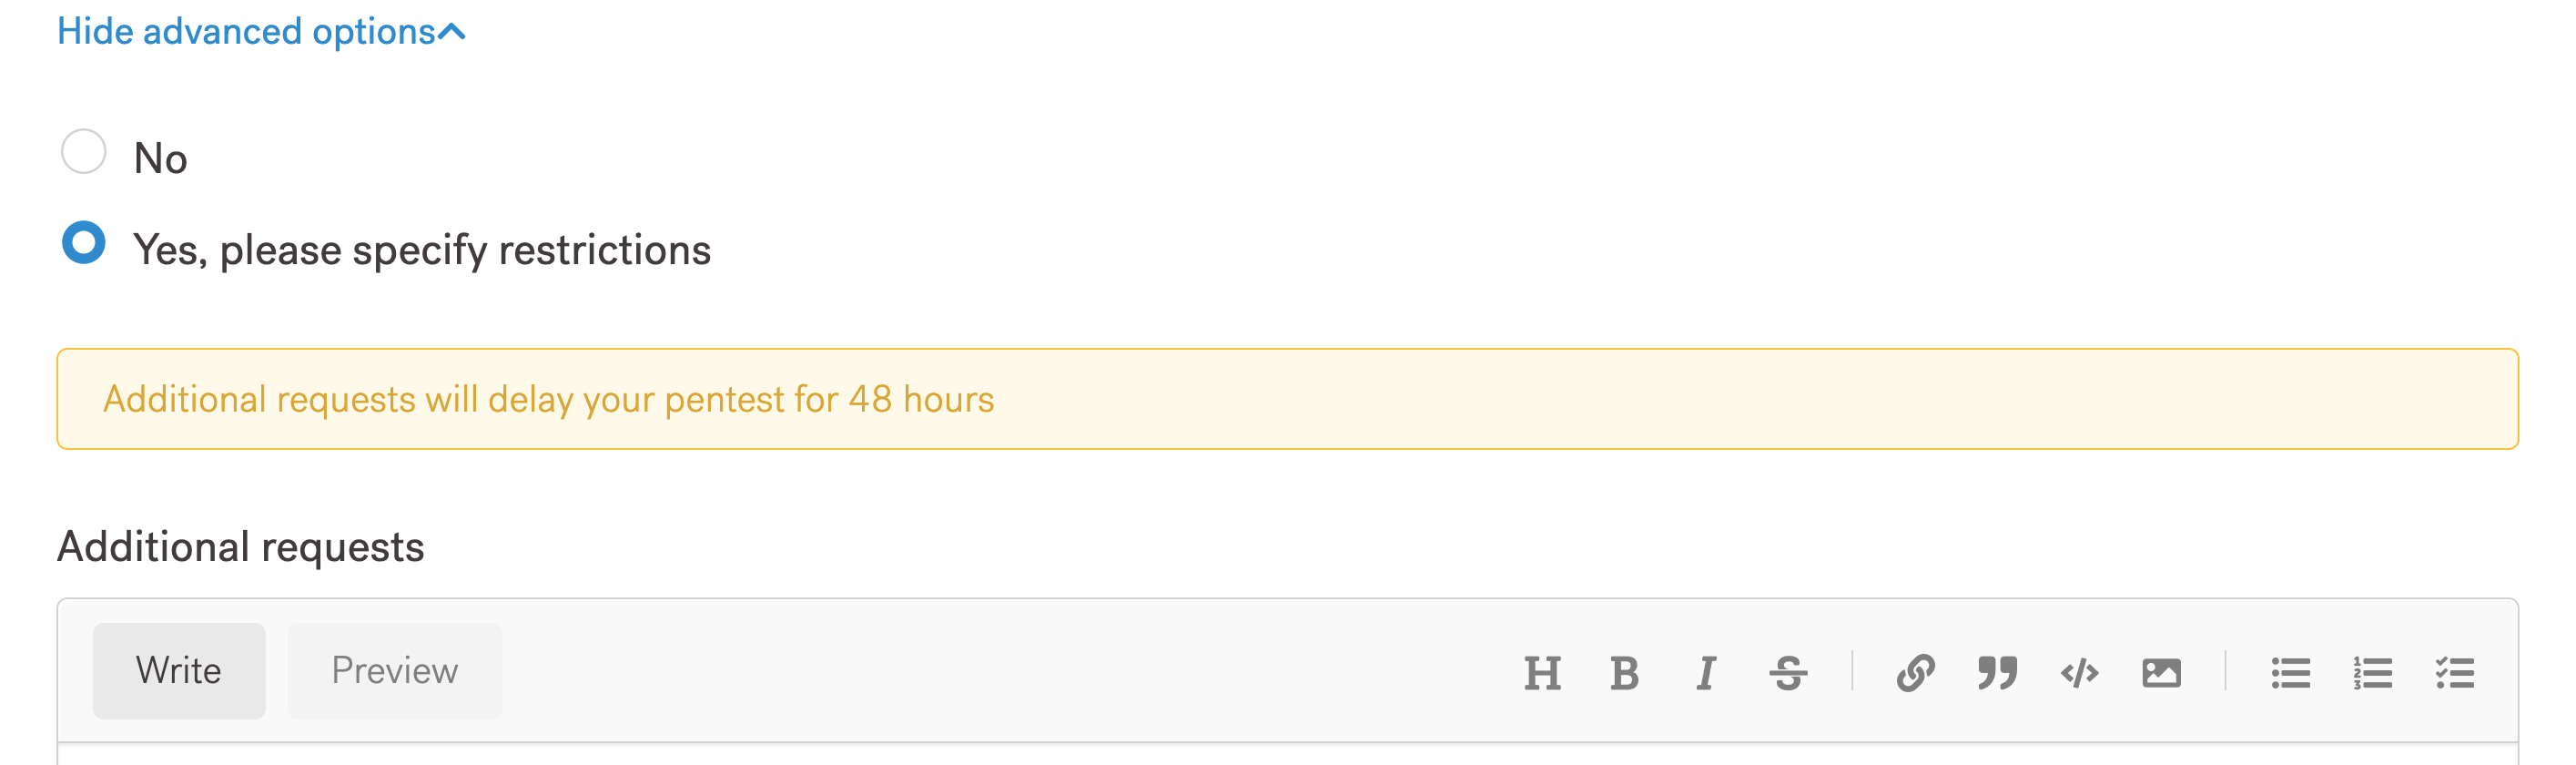 Hide advanced options
No
Yes, please specify restrictions
Additional requests will delay your pentest for 48 hours
Additional requests
Write Preview